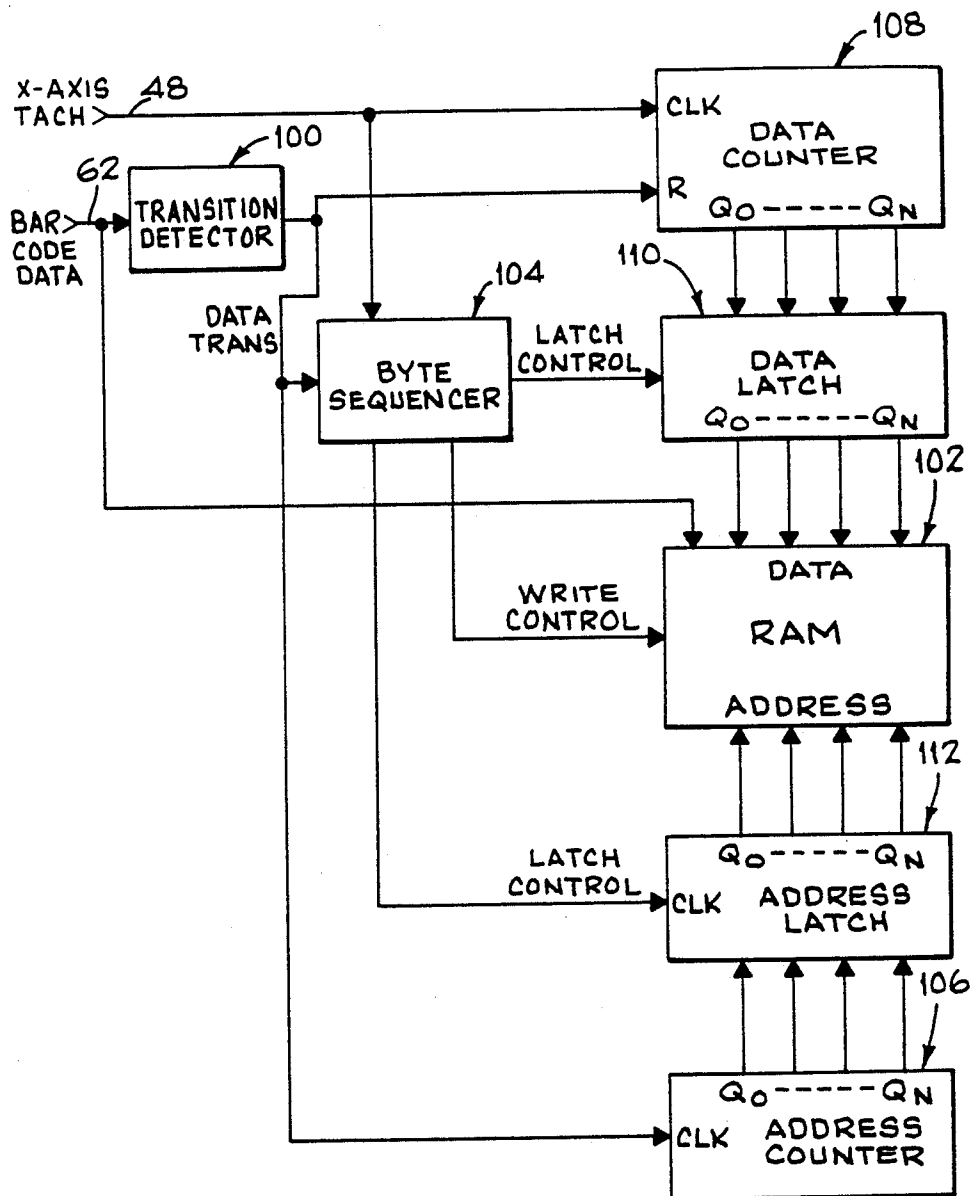 108
X-AXIS
TACH
48
CLK
DATA
COUNTER
R
Q0-----QN
100
62
TRANSITION
DETECTOR
BAR
CODE
DATA
110
104
DATA
TRANS
BYTE
SEQUENCER
LATCH
CONTROL
DATA
LATCH
Q0------QN
102
DATA
RAM
ADDRESS
WRITE
CONTROL
112
Q0-----QN
LATCH
CONTROL
CLK
ADDRESS
LATCH
106
Q0-----QN
CLK
ADDRESS
COUNTER